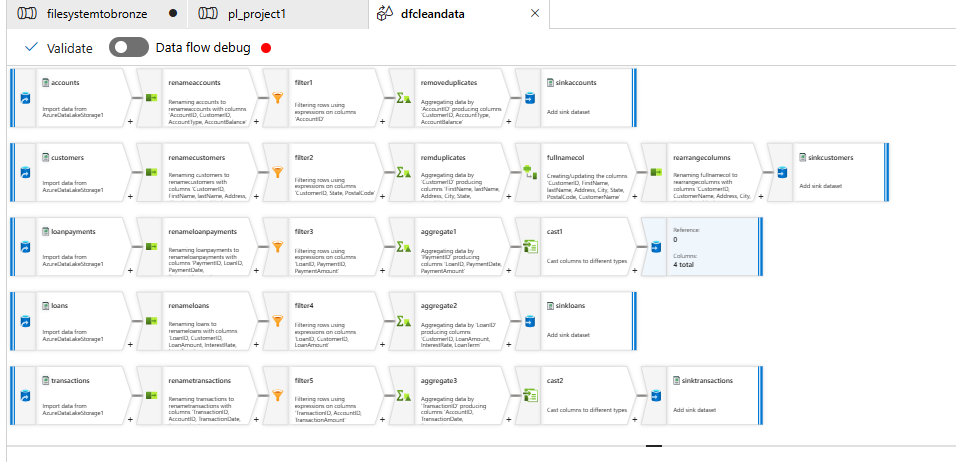 filesystemtobronze
pl_project1
dfcleandata
Validate
Data flow debug
accounts
Import data from
AzureDataLakeStorage1
+
renameaccounts
Renaming accounts to
renameaccounts with columns
'AccountID, CustomerID,
AccountType, AccountBalance'
+
filter1
Filtering rows using
expressions on columns
'AccountID'
+
removeduplicates
Aggregating data by
'AccountID' producing columns
'CustomerID, AccountType,
AccountBalance'
+
sinkaccounts
Add sink dataset
customers
Import data from
AzureDataLakeStorage1
+
renamecustomers
Renaming customers to
renamecustomers with
columns 'CustomerID,
FirstName, lastName, Address,
+
filter2
Filtering rows using
expressions on columns
'CustomerID, State, PostalCode'
+
remduplicates
Aggregating data by
'CustomerID' producing
columns 'FirstName, lastName,
Address, City, State,
+
fullnamecol
Creating/Updating the columns
'CustomerID, FirstName,
lastName, Address, City, State,
PostalCode, CustomerName'
+
rearrangecolumns
Renaming fullnamecol to
rearrangecolumns with
columns 'CustomerID,
CustomerName, Address, City,
+
sinkcustomers
Add sink dataset
loanpayments
Import data from
AzureDataLakeStorage1
+
renameloanpayments
Renaming loanpayments to
renameloanpayments with
columns 'PaymentID, LoanID,
PaymentDate,
+
filter3
Filtering rows using
expressions on columns
'LoanID, PaymentID,
PaymentAmount'
+
aggregate1
Aggregating data by
'PaymentID' producing
columns 'LoanID, PaymentDate,
PaymentAmount'
+
cast1
Cast columns to different types
+
Reference:
0
Columns:
4 total
loans
Import data from
AzureDataLakeStorage1
+
renameloans
Renaming loans to
renameloans with columns
'LoanID, CustomerID,
LoanAmount, InterestRate,
+
filter4
Filtering rows using
expressions on columns
'LoanID, CustomerID,
LoanAmount'
+
aggregate2
Aggregating data by 'LoanID'
producing columns
'CustomerID, LoanAmount,
InterestRate, LoanTerm'
+
sinkloans
Add sink dataset
transactions
Import data from
AzureDataLakeStorage1
+
renametransactions
Renaming transactions to
renametransactions with
columns 'TransactionID,
AccountID, TransactionDate,
+
filter5
Filtering rows using
expressions on columns
'TransactionID, AccountID,
TransactionAmount'
+
aggregate3
Aggregating data by
'TransactionID' producing
columns 'AccountID,
TransactionDate,
+
cast2
Cast columns to different types
+
sinktransactions
Add sink dataset